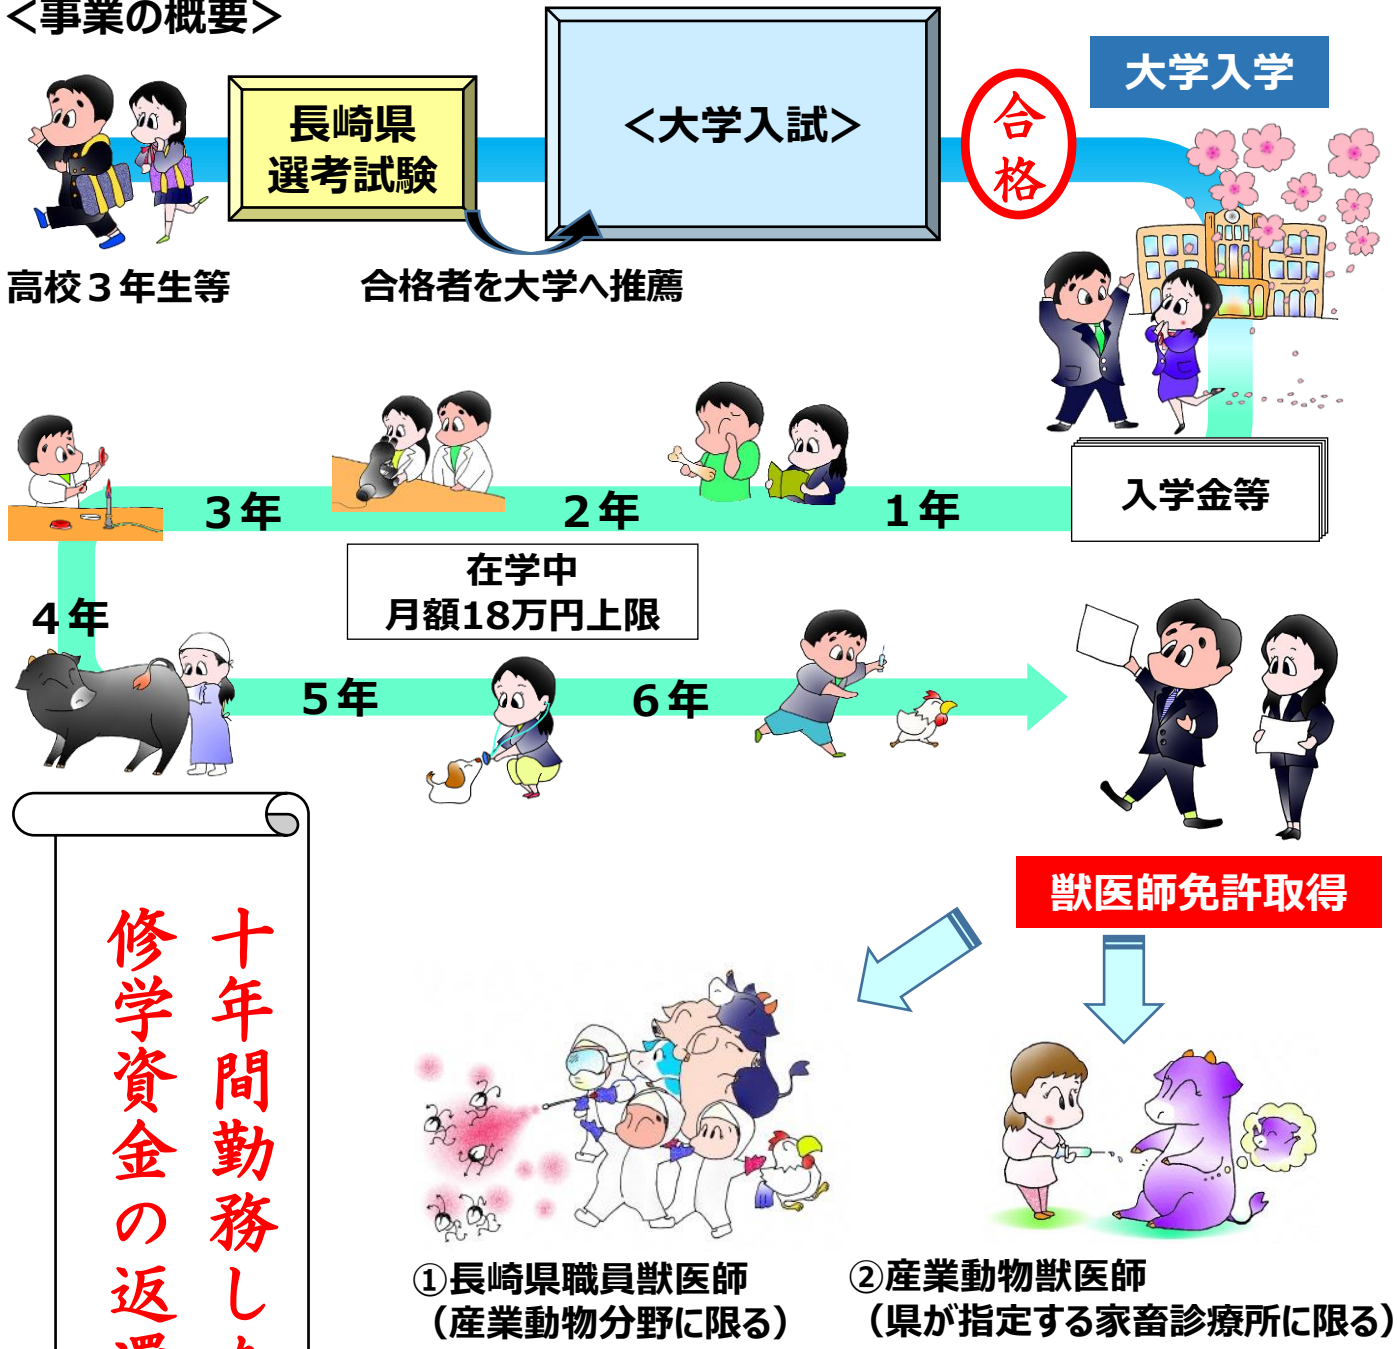 ＜事業の概要＞
長崎県
選考試験
＜大学入試＞
合格
大学入学
高校３年生等
合格者を大学へ推薦
入学金等
１年
２年
３年
在学中
月額18万円上限
４年
５年
６年
獣医師免許取得
十年間勤務し
修学資金の返
①長崎県職員獣医師
（産業動物分野に限る）
②産業動物獣医師
（県が指定する家畜診療所に限る）